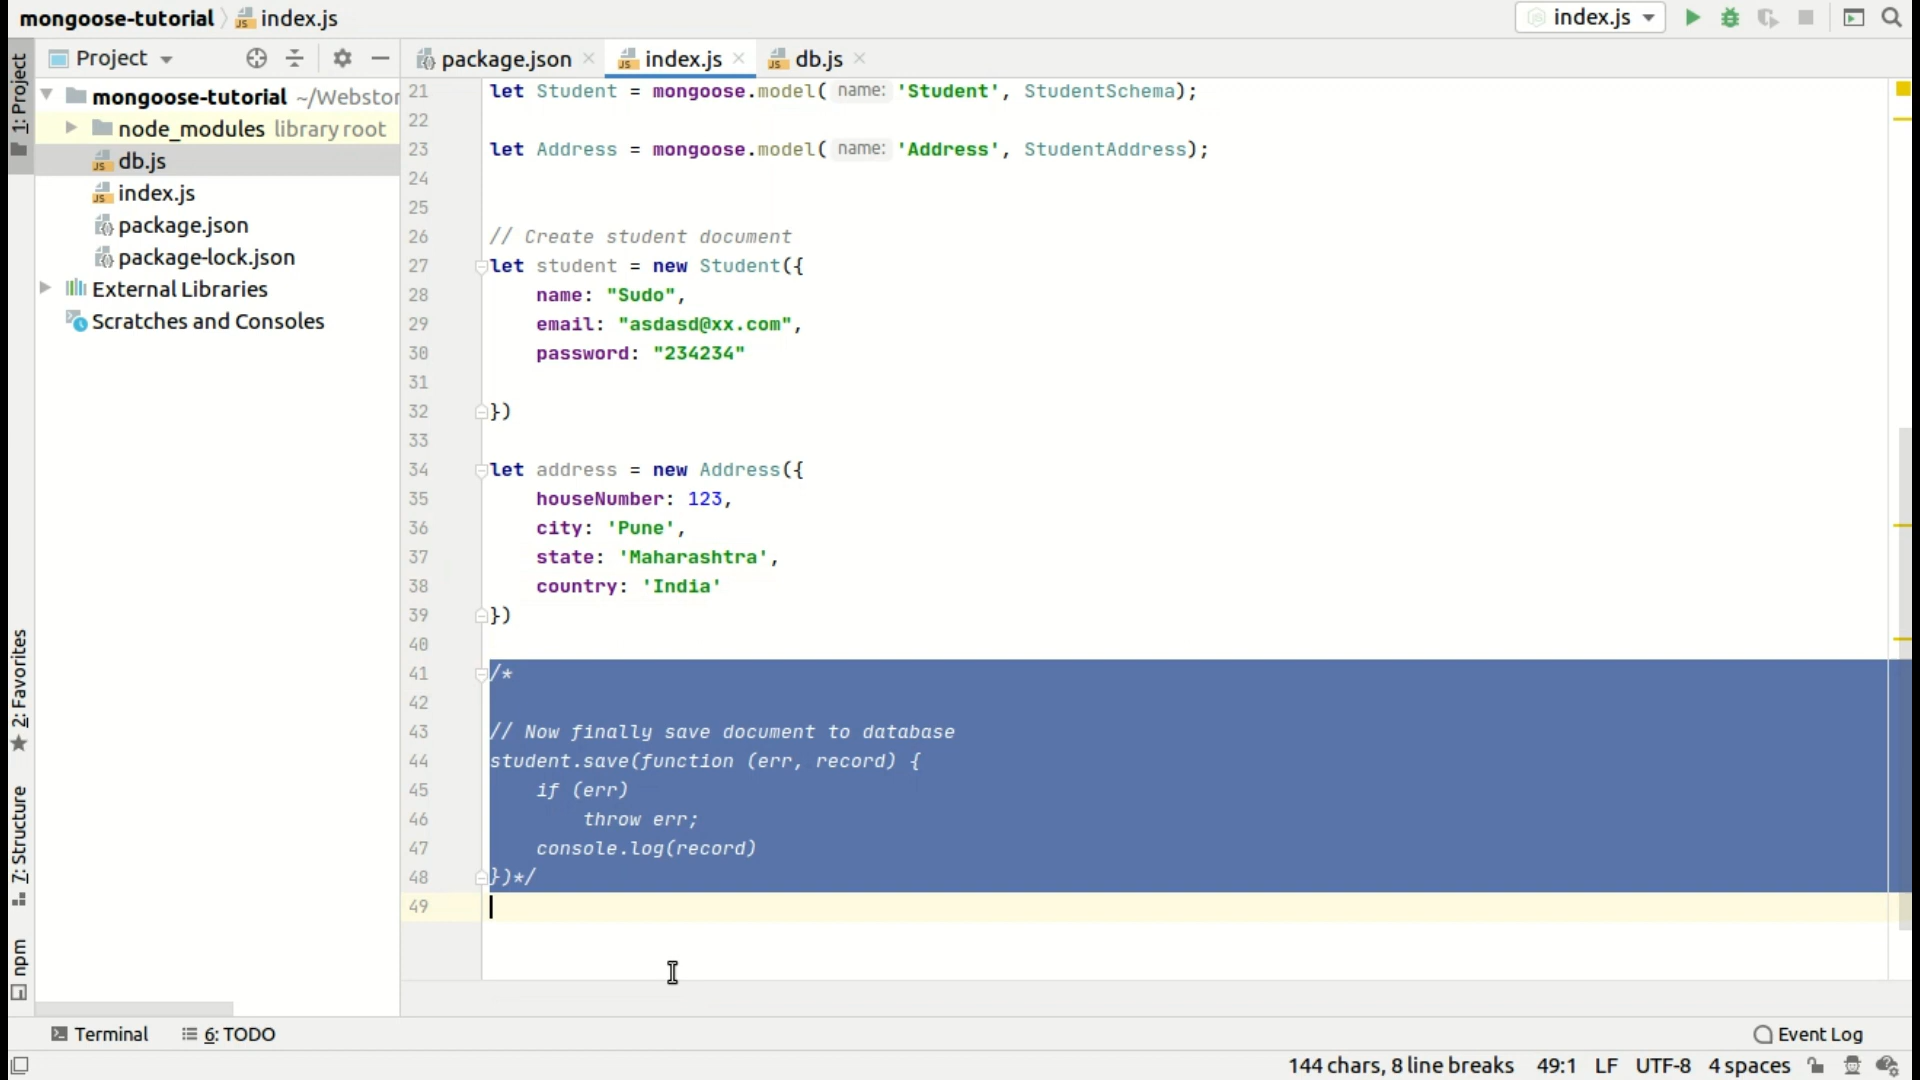 mongoose-tutorial index.js
index.js
1: Project
Project
package.json
index.js
db.js
mongoose-tutorial ~/Webstor
node_modules library root
db.js
index.js
package.json
package-lock.json
External Libraries
Scratches and Consoles
2: Favorites
7: Structure
npm
21 let Student = mongoose.model( name: 'Student', StudentSchema);
22
23 let Address = mongoose.model( name: 'Address', StudentAddress);
24
25
26 // Create student document
27 let student = new Student({
28 name: "Sudo",
29 email: "asdasd@xx.com",
30 password: "234234"
31
32 })
33
34 let address = new Address({
35 houseNumber: 123,
36 city: 'Pune',
37 state: 'Maharashtra',
38 country: 'India'
39 })
40
41 /*
42
43 // Now finally save document to database
44 student.save(function (err, record) {
45 if (err)
46 throw err;
47 console.log(record)
48 })*/
49
Terminal 6: TODO Event Log
144 chars, 8 line breaks 49:1 LF UTF-8 4 spaces